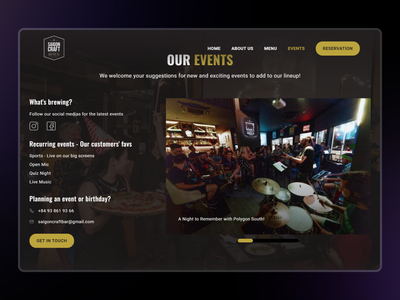 SAIGON
CRAFT
HOME
ABOUT US
MENU
EVENTS
RESERVATION
OUR EVENTS
We welcome your suggestions for new and exciting events to add to our lineup!
What's brewing?
Follow our social medias for the latest events
Recurring events - Our customers' favs
Sports - Live on our big screens
Open Mic
Quiz Night
Live Music
Planning an event or birthday?
+84 93 861 93 66
saigoncraftbar@gmail.com
GET IN TOUCH
A Night to Remember with Polygon South!